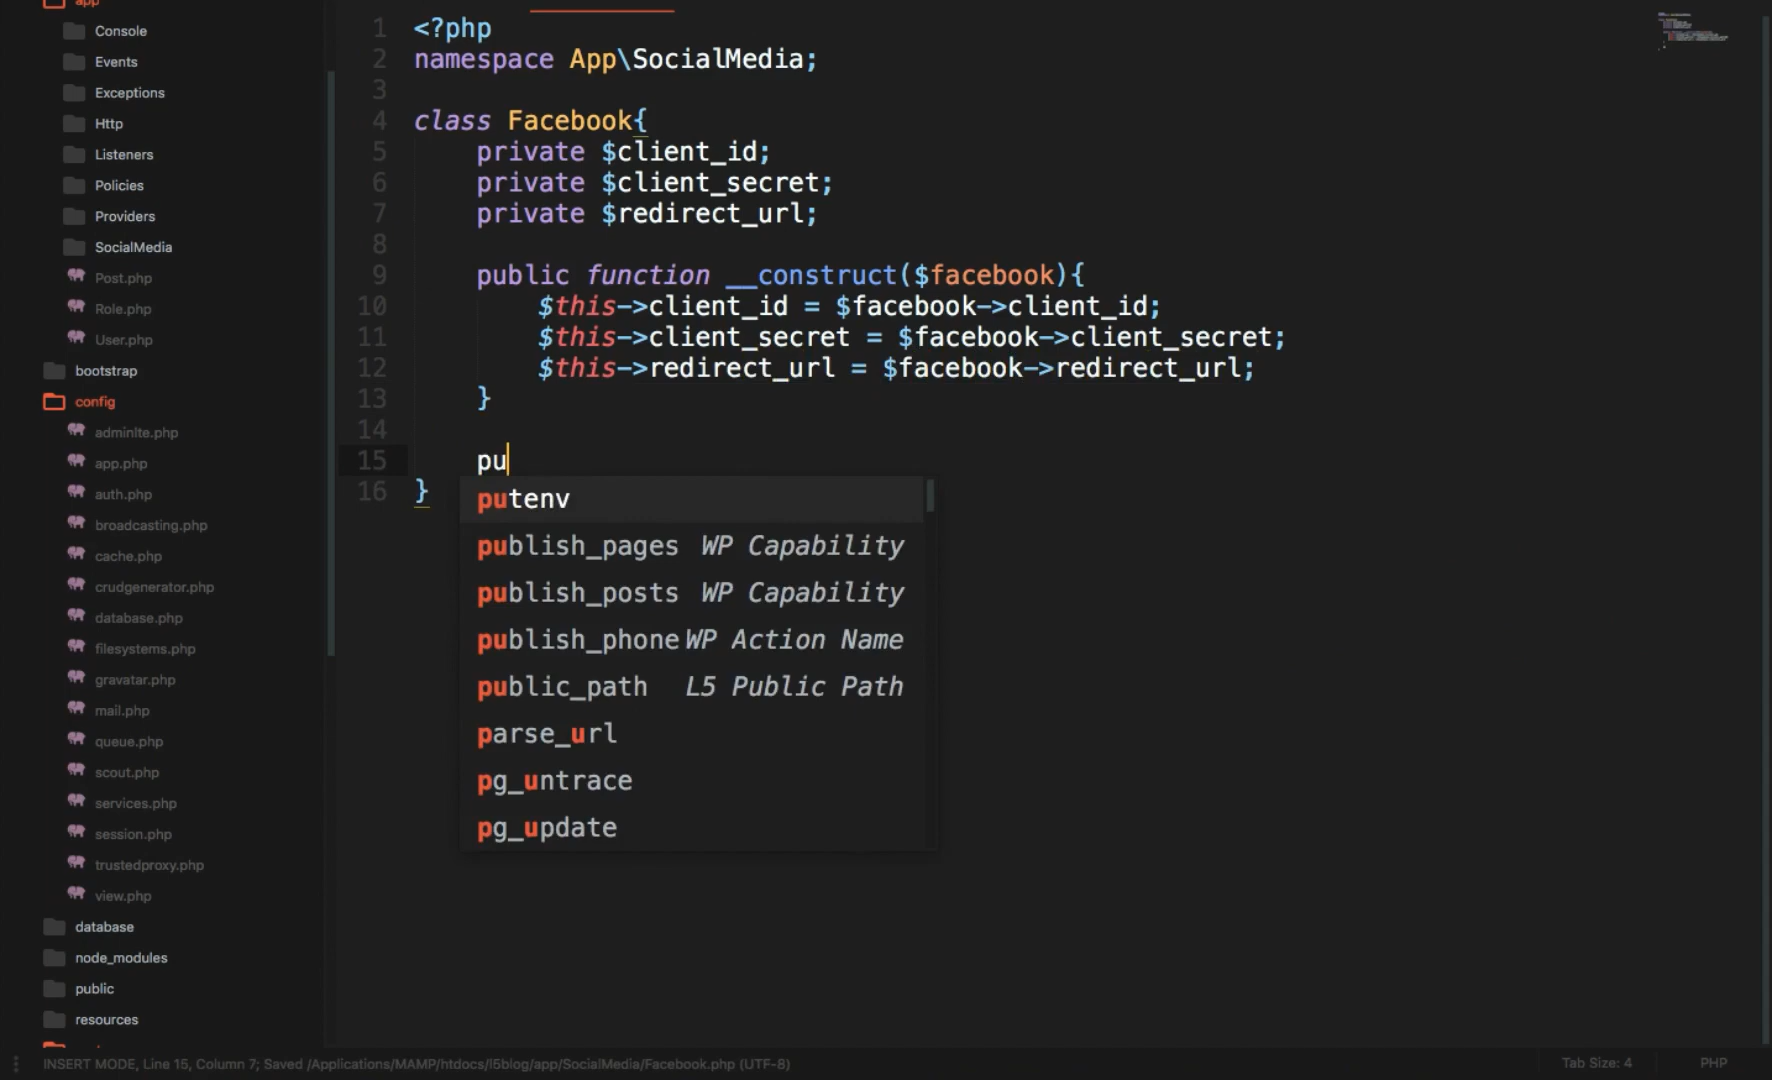 app
Console
Events
Exceptions
Http
Listeners
Policies
Providers
SocialMedia
Post.php
Role.php
User.php
bootstrap
config
adminlte.php
app.php
auth.php
broadcasting.php
cache.php
crudgenerator.php
database.php
filesystems.php
gravatar.php
mail.php
queue.php
scout.php
services.php
session.php
trustedproxy.php
view.php
database
node_modules
public
resources
1 <?php
2 namespace App\SocialMedia;
3
4 class Facebook{
5 private $client_id;
6 private $client_secret;
7 private $redirect_url;
8
9 public function __construct($facebook){
10 $this->client_id = $facebook->client_id;
11 $this->client_secret = $facebook->client_secret;
12 $this->redirect_url = $facebook->redirect_url;
13 }
14
15 pu
16 }
putenv
publish_pages WP Capability
publish_posts WP Capability
publish_phone WP Action Name
public_path L5 Public Path
parse_url
pg_untrace
pg_update
INSERT MODE, Line 15, Column 7; Saved /Applications/MAMP/htdocs/l5blog/app/SocialMedia/Facebook.php (UTF-8)
Tab Size: 4
PHP